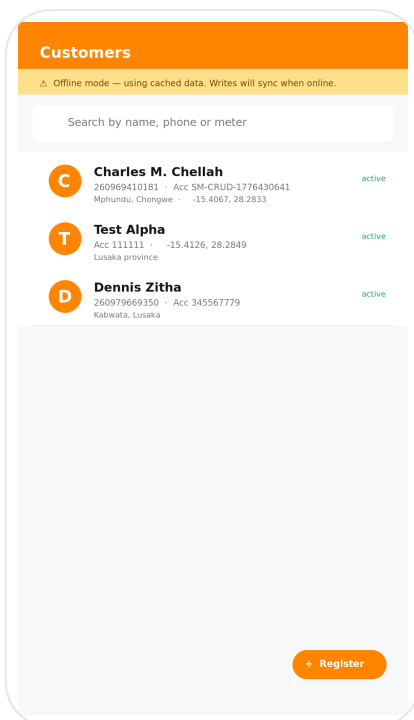 Customers
⚠ Offline mode — using cached data. Writes will sync when online.
Search by name, phone or meter
C
Charles M. Chellah
active
260969410181 · Acc SM-CRUD-1776430641
Mphundu, Chongwe · -15.4067, 28.2833
T
Test Alpha
active
Acc 111111 · -15.4126, 28.2849
Lusaka province
D
Dennis Zitha
active
260979669350 · Acc 345567779
Kabwata, Lusaka
+ Register